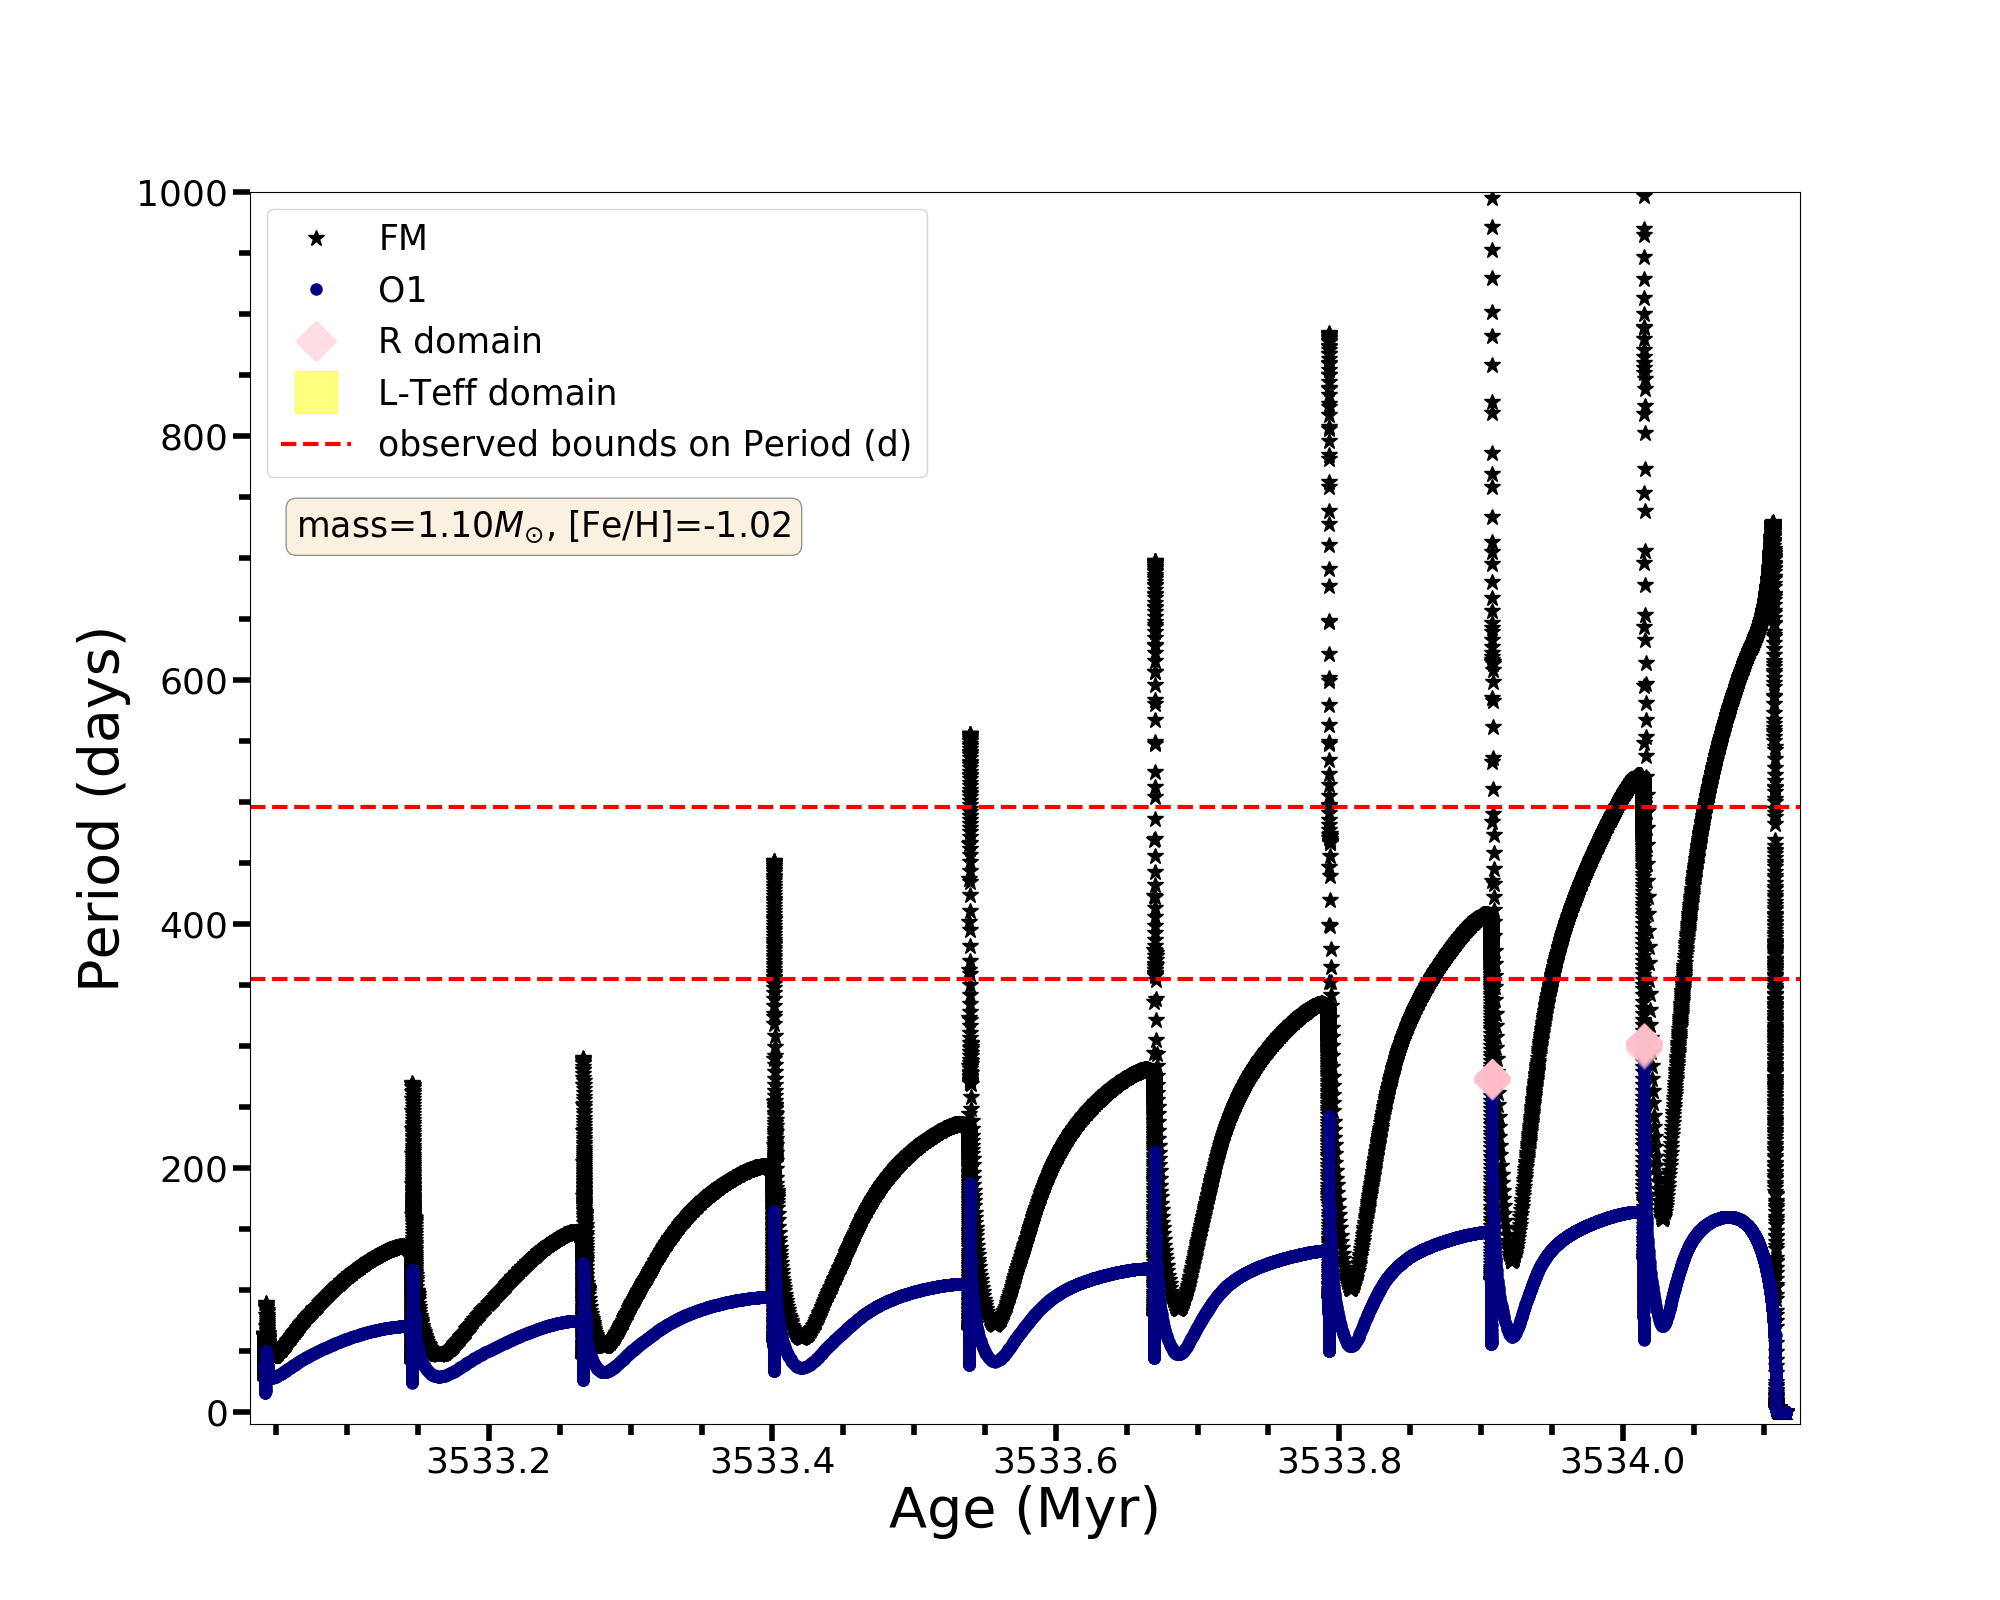 1000
800
600
400
200
0
Period (days)
FM
O1
R domain
L-Teff domain
observed bounds on Period (d)
mass=1.10M⊙, [Fe/H]=-1.02
3533.2 3533.4 3533.6 3533.8 3534.0
Age (Myr)